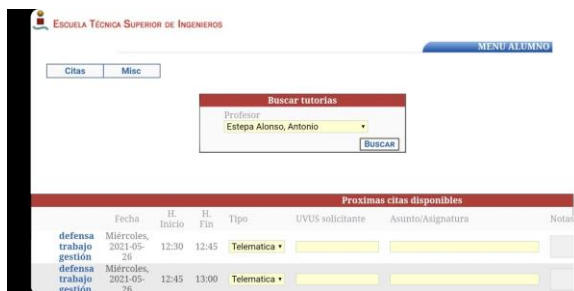 ESCUELA TÉCNICA SUPERIOR DE INGENIEROS
MENU ALUMNO
Citas Misc
Buscar tutorias
Profesor
Estepa Alonso, Antonio
BUSCAR
Proximas citas disponibles
Fecha H. Inicio H. Fin Tipo UVUS solicitante Asunto/Asignatura Notas
defensa trabajo gestión Miércoles, 2021-05-26 12:30 12:45 Telematica
defensa trabajo gestión Miércoles, 2021-05-26 12:45 13:00 Telematica